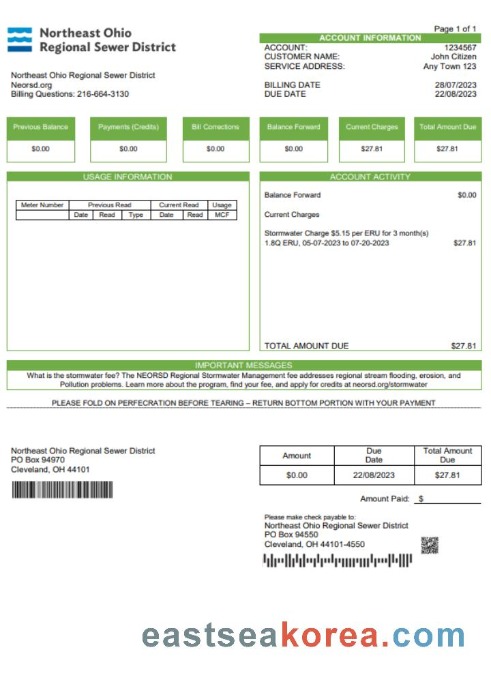 Northeast Ohio
Regional Sewer District
Page 1 of 1
ACCOUNT INFORMATION
ACCOUNT: 1234567
CUSTOMER NAME: John Citizen
SERVICE ADDRESS: Any Town 123
Northeast Ohio Regional Sewer District
Neorsd.org
Billing Questions: 216-664-3130
BILLING DATE 28/07/2023
DUE DATE 22/08/2023
Previous Balance Payments (Credits) Bill Corrections Balance Forward Current Charges Total Amount Due
$0.00 $0.00 $0.00 $0.00 $27.81 $27.81
USAGE INFORMATION
Meter Number Previous Read Current Read Usage
Date Read Type Date Read MCF
ACCOUNT ACTIVITY
Balance Forward $0.00
Current Charges
Stormwater Charge $5.15 per ERU for 3 month(s)
1.8Q ERU, 05-07-2023 to 07-20-2023 $27.81
TOTAL AMOUNT DUE $27.81
IMPORTANT MESSAGES
What is the stormwater fee? The NEORSD Regional Stormwater Management fee addresses regional stream flooding, erosion, and
Pollution problems. Learn more about the program, find your fee, and apply for credits at neorsd.org/stormwater
PLEASE FOLD ON PERFECRATION BEFORE TEARING – RETURN BOTTOM PORTION WITH YOUR PAYMENT
Northeast Ohio Regional Sewer District
PO Box 94970
Cleveland, OH 44101
Amount Due Date Total Amount Due
$0.00 22/08/2023 $27.81
Amount Paid: $
Please make check payable to:
Northeast Ohio Regional Sewer District
PO Box 94550
Cleveland, OH 44101-4550
eastseakorea.com